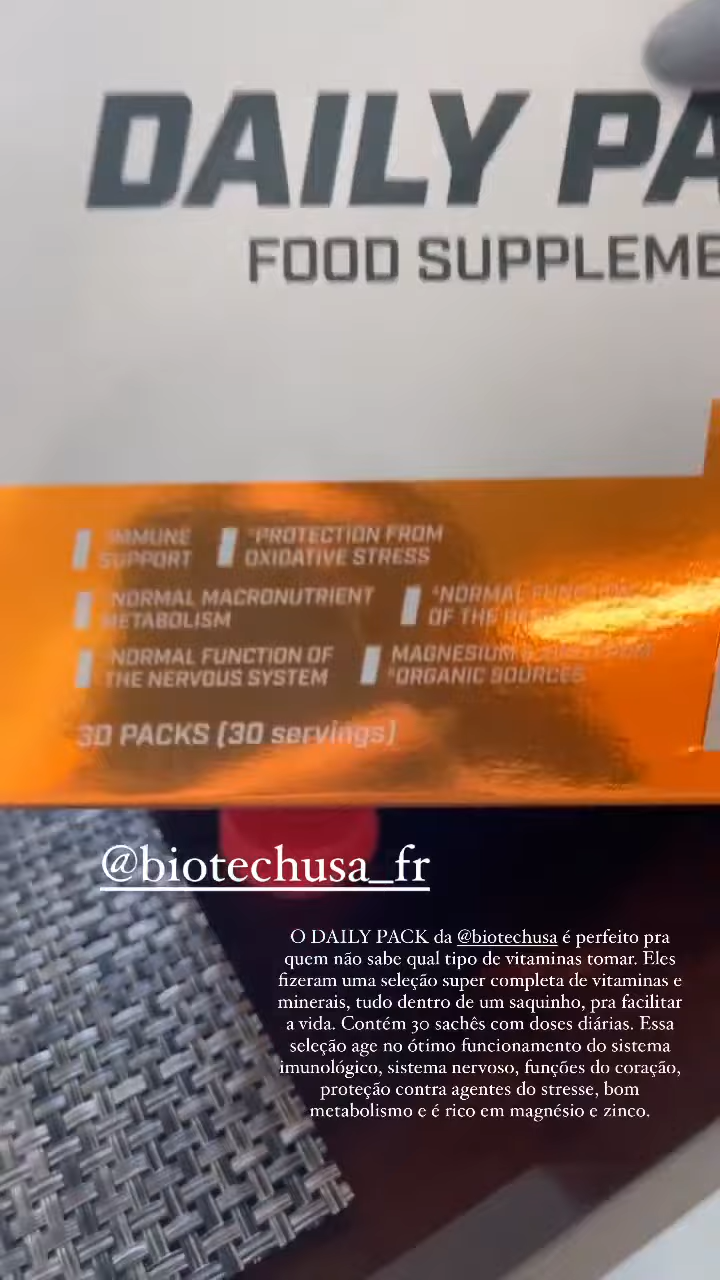 DAILY PA
FOOD SUPPLEME
IMMUNE
SUPPORT
*PROTECTION FROM
OXIDATIVE STRESS
*NORMAL MACRONUTRIENT
METABOLISM
*NORMAL
OF THE
*NORMAL FUNCTION OF
THE NERVOUS SYSTEM
MAGNESIUM
*ORGANIC SOURCES
30 PACKS (30 servings)
@biotechusa_fr
O DAILY PACK da @biotechusa é perfeito pra
quem não sabe qual tipo de vitaminas tomar. Eles
fizeram uma seleção super completa de vitaminas e
minerais, tudo dentro de um saquinho, pra facilitar
a vida. Contém 30 sachês com doses diárias. Essa
seleção age no ótimo funcionamento do sistema
imunológico, sistema nervoso, funções do coração,
proteção contra agentes do stresse, bom
metabolismo e é rico em magnésio e zinco.